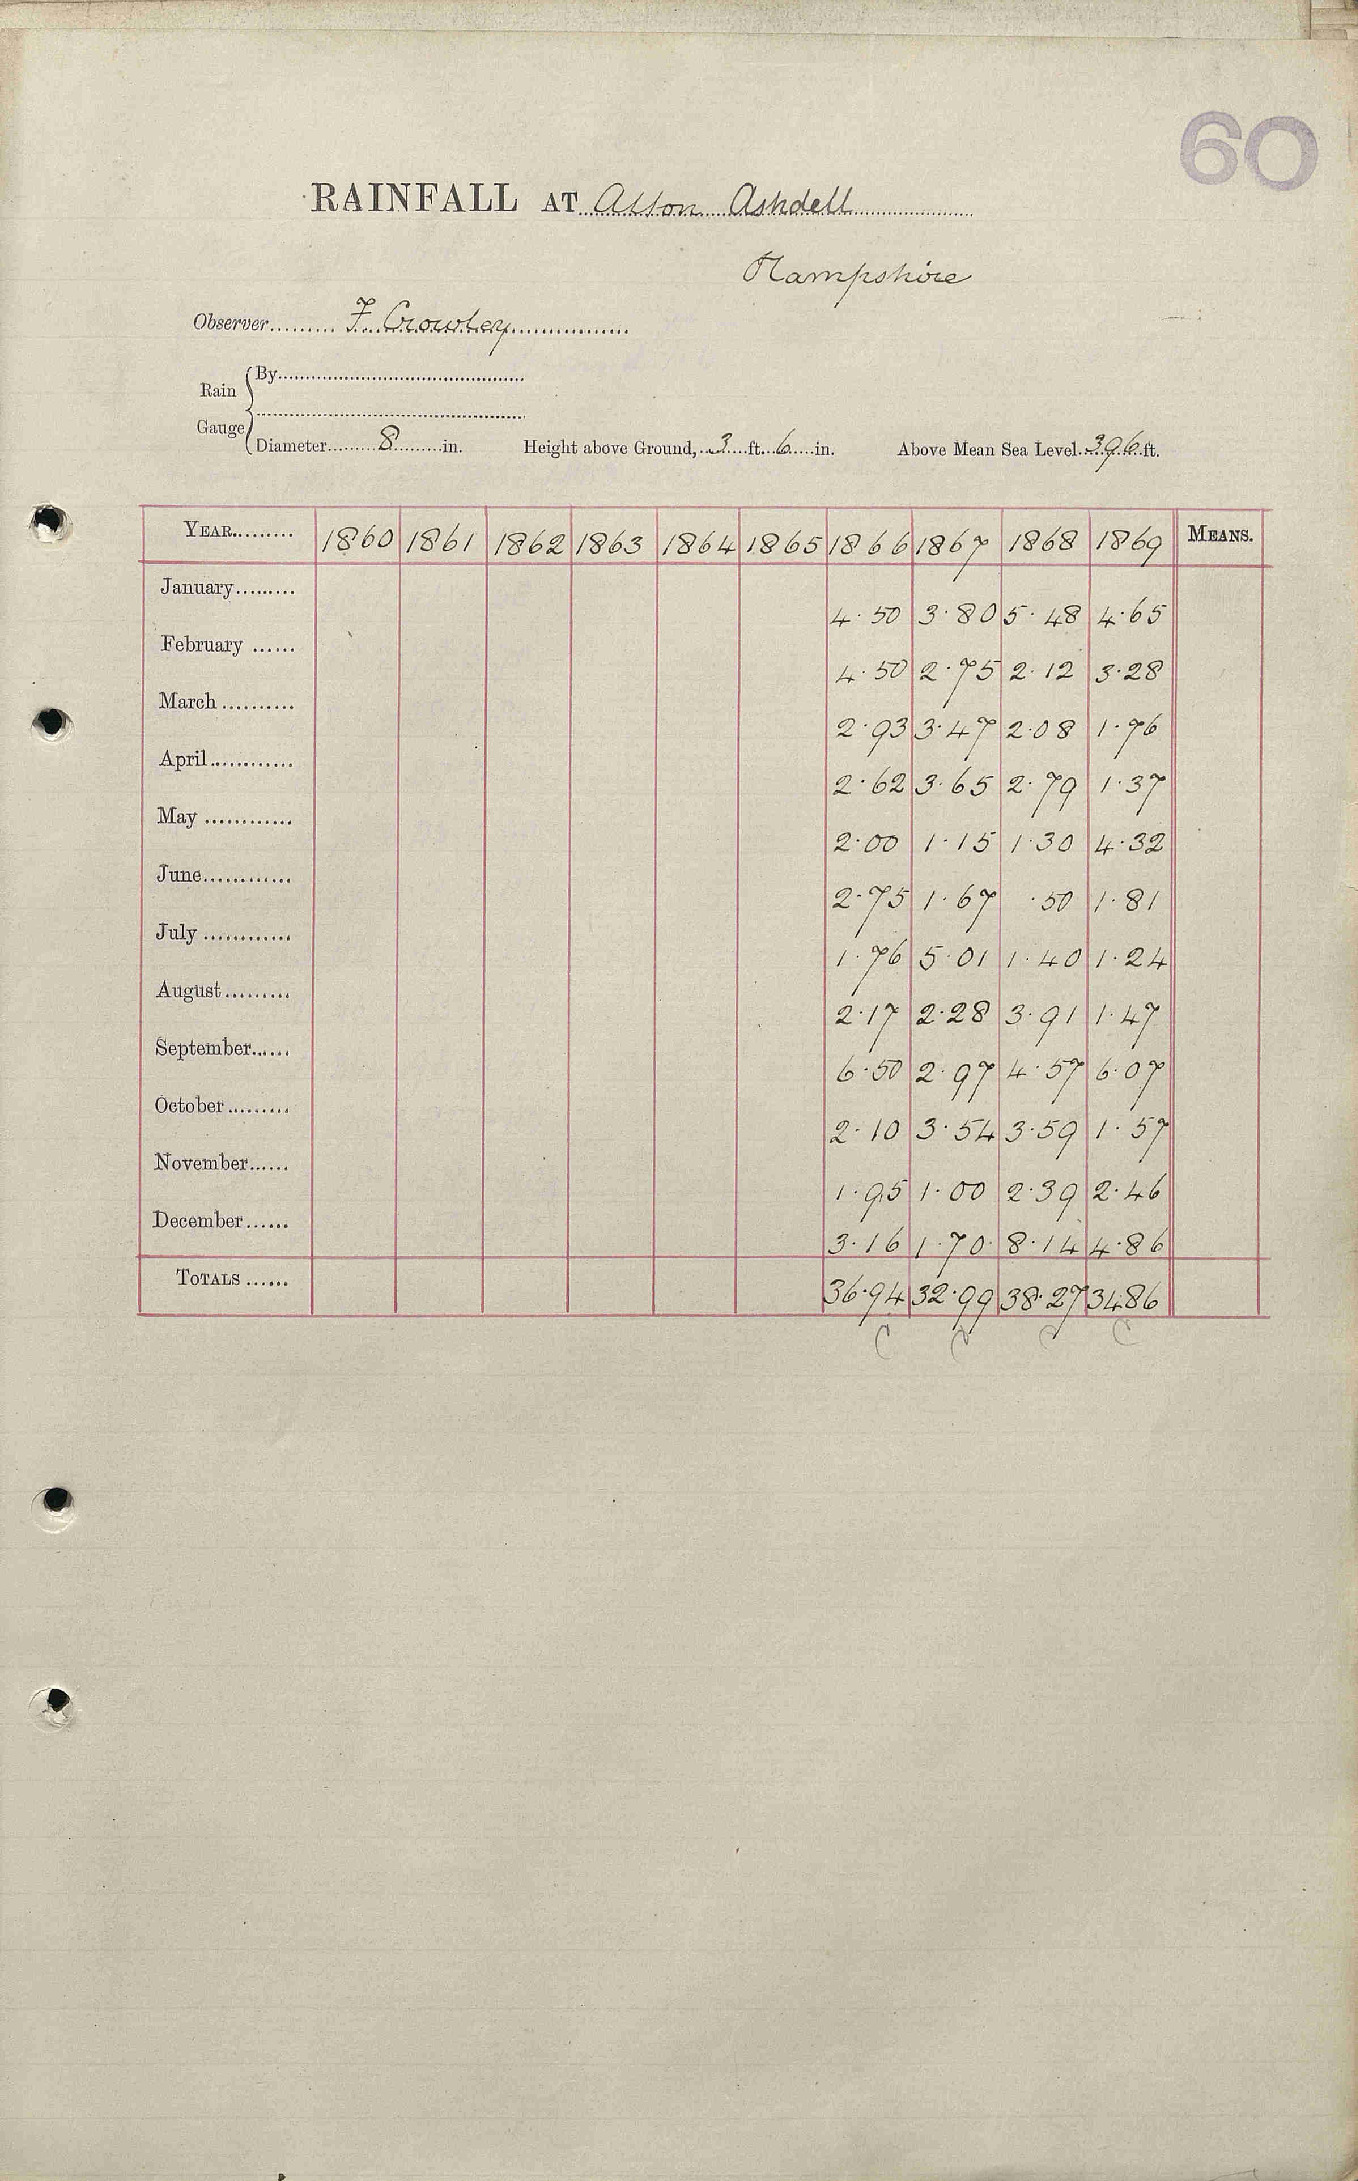 60
RAINFALL AT Alton Ashdell
Hampshire
Observer......... F. Crowley
Rain Gauge { By
Diameter 8 in. Height above Ground, 3 ft. 6 in. Above Mean Sea Level 396 ft.
YEAR......... 1860 1861 1862 1863 1864 1865 1866 1867 1868 1869 MEANS.
January......... 4.50 3.80 5.48 4.65
February ...... 4.50 2.75 2.12 3.28
March .......... 2.93 3.47 2.08 1.76
April............ 2.62 3.65 2.79 1.37
May ............ 2.00 1.15 1.30 4.32
June............ 2.75 1.67 .50 1.81
July ............ 1.76 5.01 1.40 1.24
August ......... 2.17 2.28 3.91 1.47
September...... 6.50 2.97 4.57 6.07
October ......... 2.10 3.54 3.59 1.57
November...... 1.95 1.00 2.39 2.46
December ...... 3.16 1.70 8.14 4.86
TOTALS ...... 36.94 32.99 38.27 34.86
C C C C